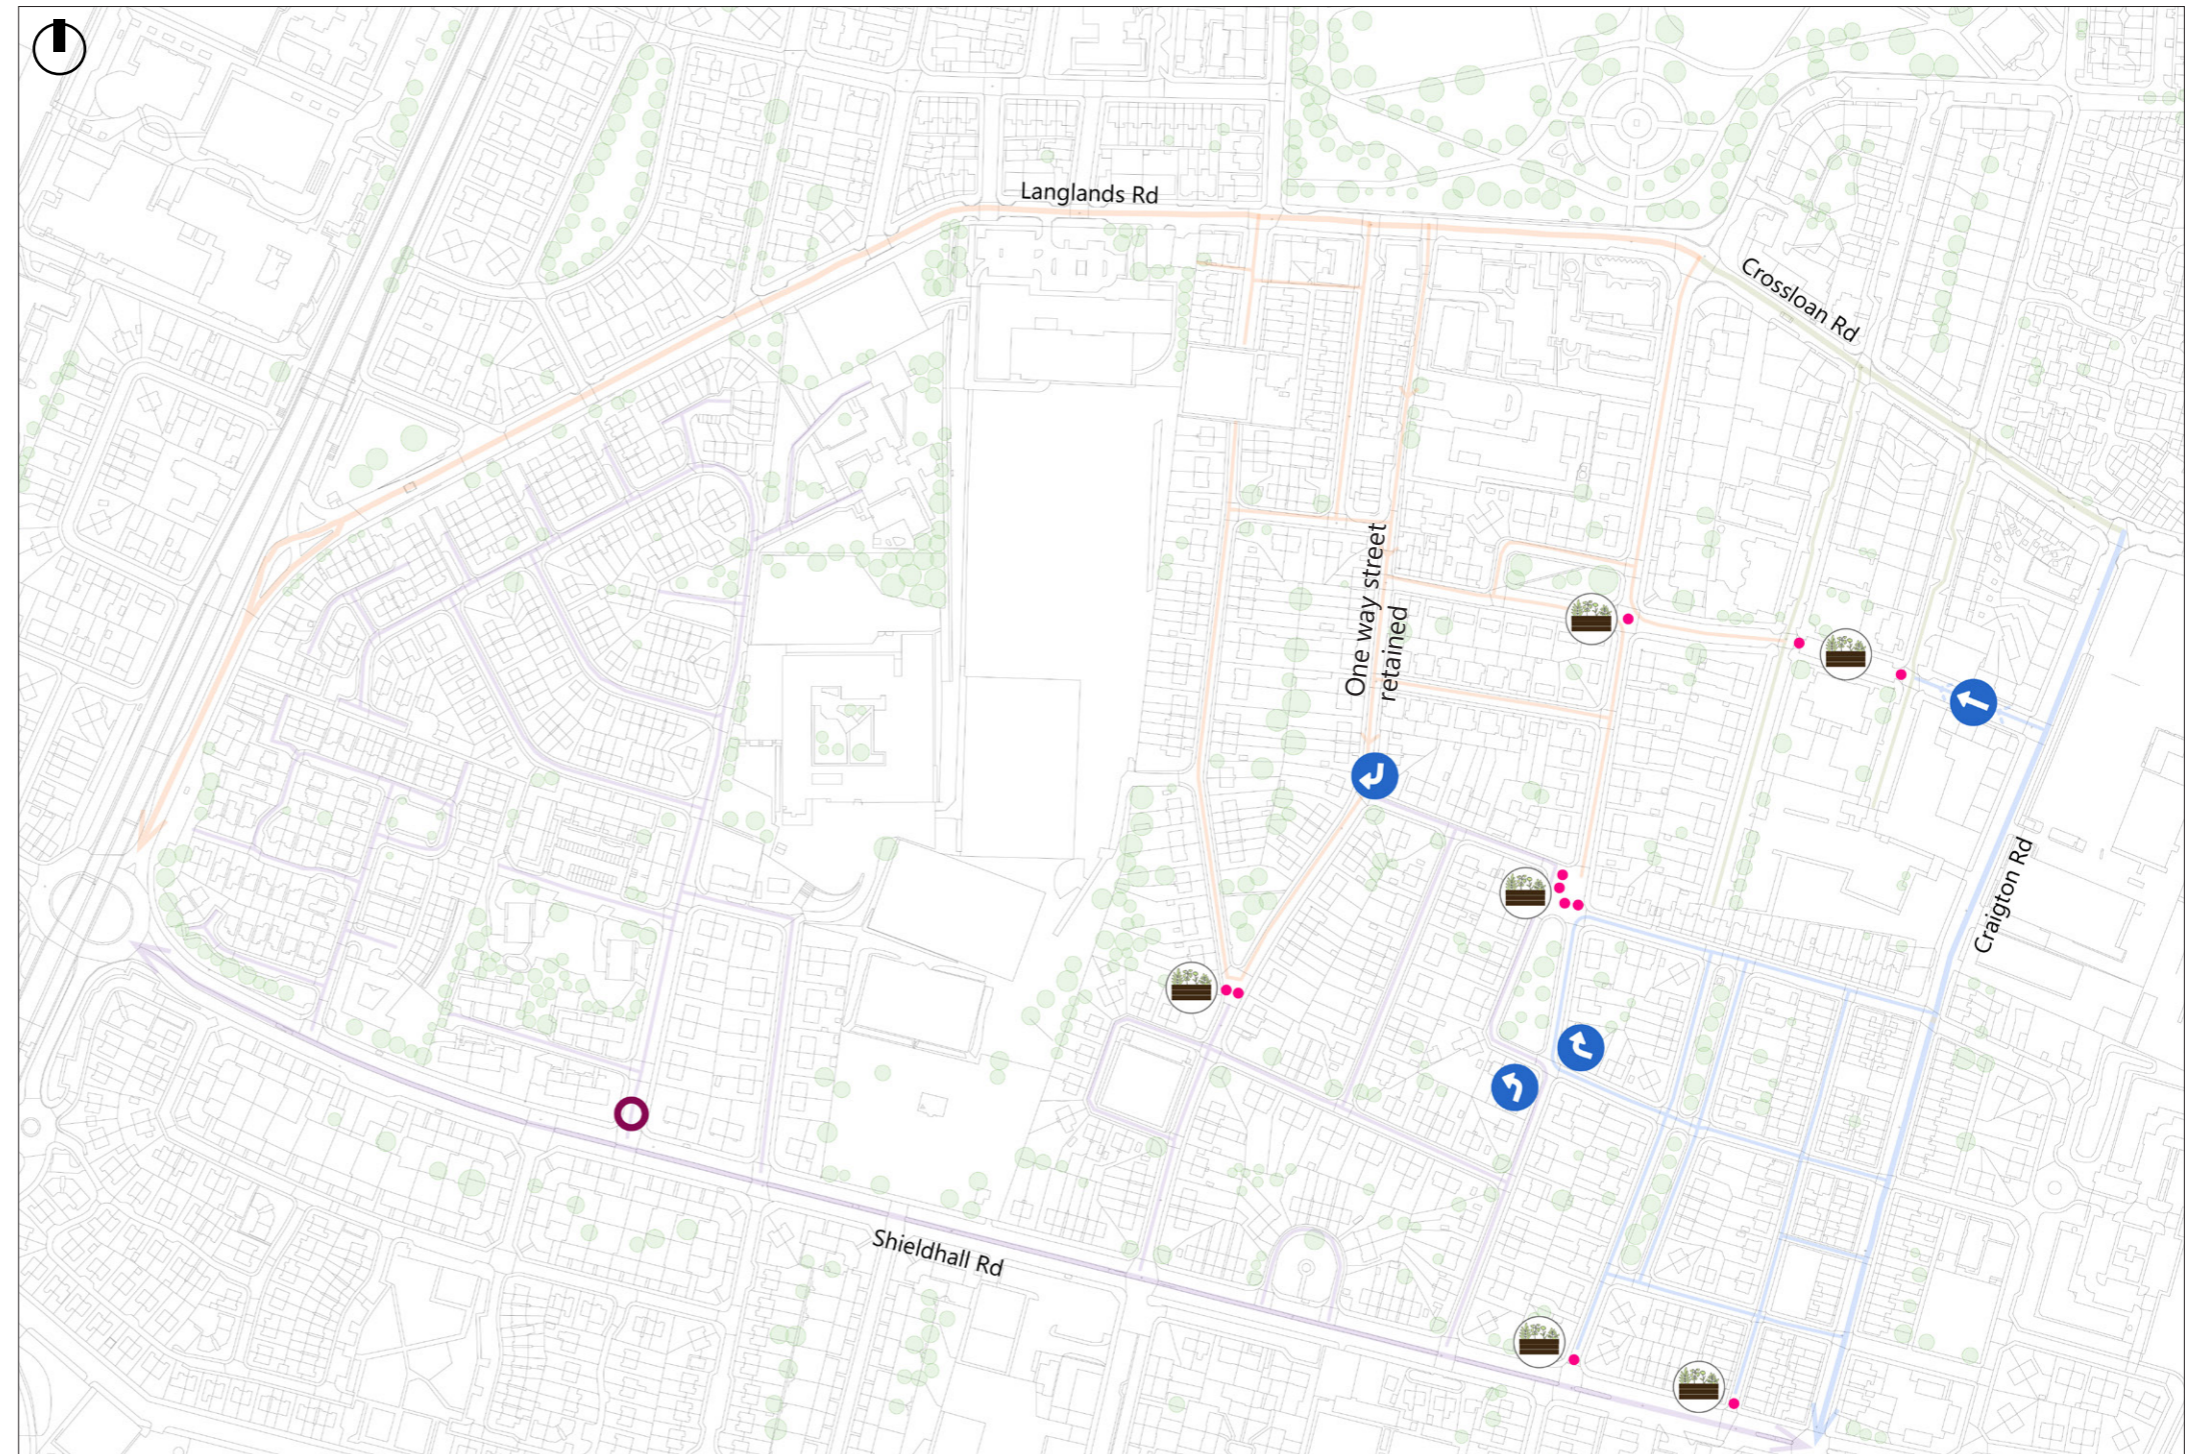 Langlands Rd
Crossloan Rd
One way street
retained
Craigton Rd
Shieldhall Rd